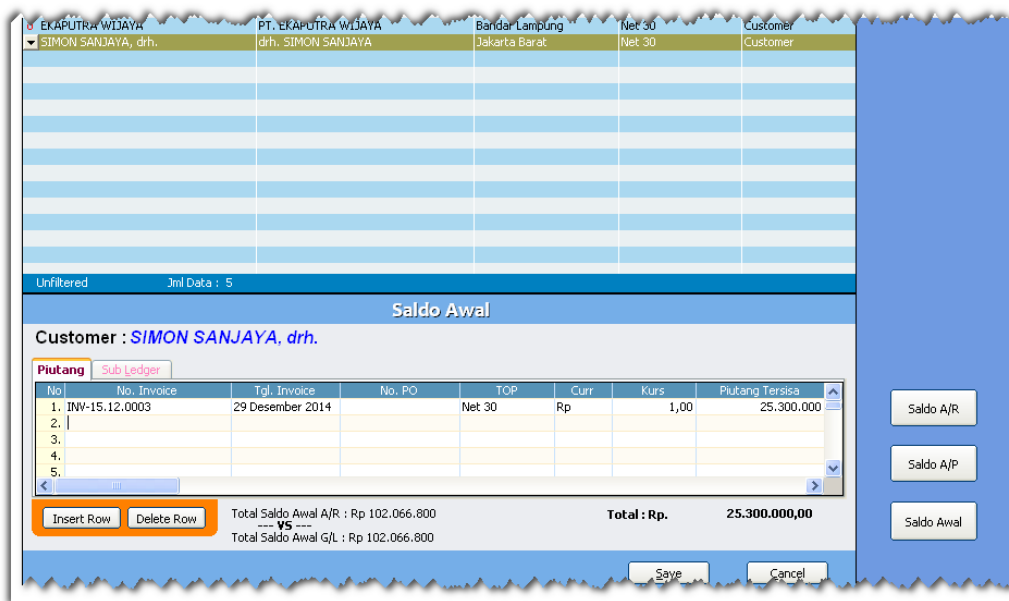 EKAPUTRA WIJAYA PT. EKAPUTRA WIJAYA Bandar Lampung Net 30 Customer
SIMON SANJAYA, drh. drh. SIMON SANJAYA Jakarta Barat Net 30 Customer
Unfiltered Jml Data : 5
Saldo Awal
Customer : SIMON SANJAYA, drh.
Piutang Sub Ledger
No No. Invoice Tgl. Invoice No. PO TOP Curr Kurs Piutang Tersisa
1. INV-15.12.0003 29 Desember 2014 Net 30 Rp 1,00 25.300.000
2.
3.
4.
5.
Saldo A/R
Saldo A/P
Saldo Awal
Insert Row Delete Row
Total Saldo Awal A/R : Rp 102.066.800
--- VS ---
Total Saldo Awal G/L : Rp 102.066.800
Total : Rp. 25.300.000,00
Save Cancel